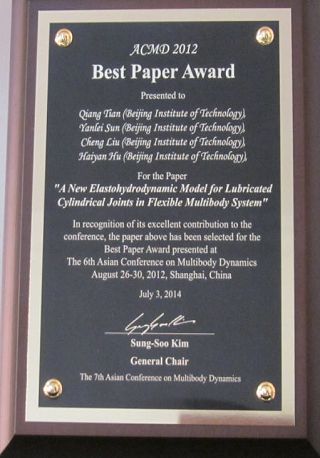 ACMD 2012
Best Paper Award
Presented to
Qiang Tian (Beijing Institute of Technology),
Yanlei Sun (Beijing Institute of Technology),
Cheng Liu (Beijing Institute of Technology),
Haiyan Hu (Beijing Institute of Technology),
For the Paper
"A New Elastohydrodynamic Model for Lubricated
Cylindrical Joints in Flexible Multibody System"
In recognition of its excellent contribution to the
conference, the paper above has been selected for the
Best Paper Award presented at
The 6th Asian Conference on Multibody Dynamics
August 26-30, 2012, Shanghai, China
July 3, 2014
Sung-Soo Kim
General Chair
The 7th Asian Conference on Multibody Dynamics